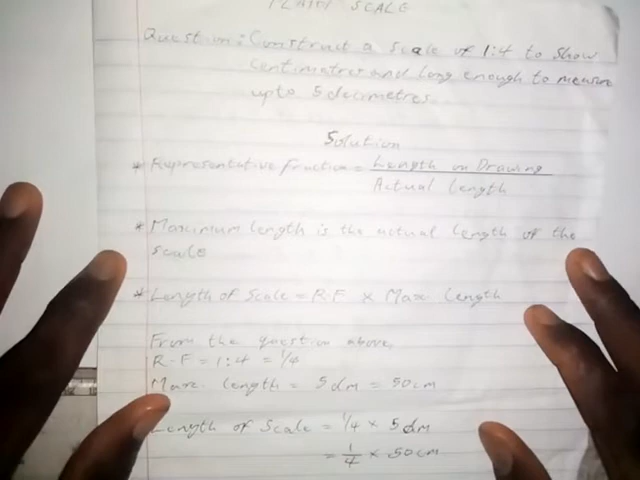 PLAIN SCALE
Question: Construct a scale of 1:4 to show
centimetres and long enough to measure
upto 5 decimetres.
Solution
* Representative fraction = Length on Drawing
Actual Length
* Maximum length is the actual length of the
scale
* Length of Scale = R.F × Max Length
From the question above,
R.F = 1:4 = 1/4
Max. length = 5dm = 50cm
Length of Scale = 1/4 × 5dm
= 1/4 × 50cm